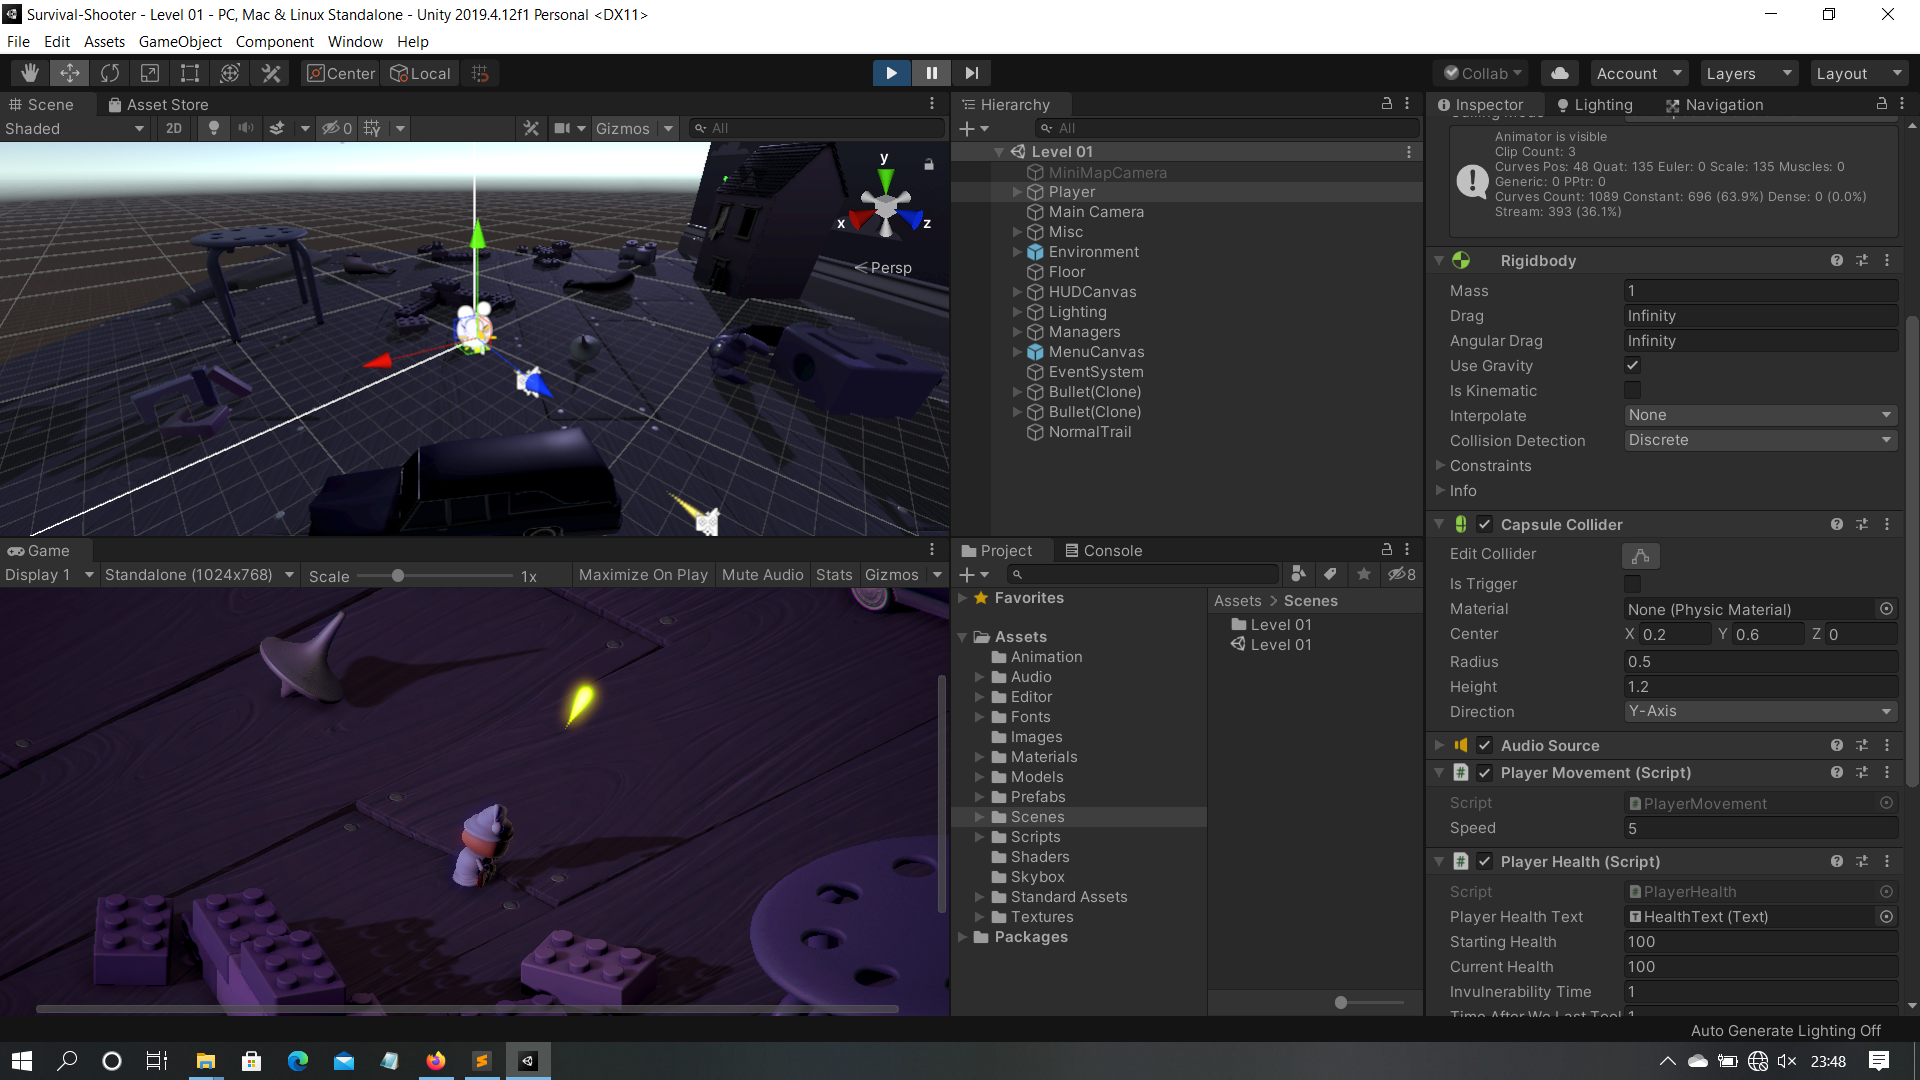 Survival-Shooter - Level 01 - PC, Mac & Linux Standalone - Unity 2019.4.12f1 Personal <DX11>
File Edit Assets GameObject Component Window Help
Center Local Collab Account Layers Layout
Scene Asset Store
Shaded 2D 0 Gizmos All
y
x
z
Persp
Game
Display 1 Standalone (1024x768) Scale 1x Maximize On Play Mute Audio Stats Gizmos
Hierarchy
All
Level 01
MiniMapCamera
Player
Main Camera
Misc
Environment
Floor
HUDCanvas
Lighting
Managers
MenuCanvas
EventSystem
Bullet(Clone)
Bullet(Clone)
NormalTrail
Project Console
8
Favorites
Assets
Animation
Audio
Editor
Fonts
Images
Materials
Models
Prefabs
Scenes
Scripts
Shaders
Skybox
Standard Assets
Textures
Packages
Assets > Scenes
Level 01
Level 01
Inspector Lighting Navigation
Animator is visible
Clip Count: 3
Curves Pos: 48 Quat: 135 Euler: 0 Scale: 135 Muscles: 0
Generic: 0 PPtr: 0
Curves Count: 1089 Constant: 696 (63.9%) Dense: 0 (0.0%)
Stream: 393 (36.1%)
Rigidbody
Mass 1
Drag Infinity
Angular Drag Infinity
Use Gravity
Is Kinematic
Interpolate None
Collision Detection Discrete
Constraints
Info
Capsule Collider
Edit Collider
Is Trigger
Material None (Physic Material)
Center X 0.2 Y 0.6 Z 0
Radius 0.5
Height 1.2
Direction Y-Axis
Audio Source
Player Movement (Script)
Script PlayerMovement
Speed 5
Player Health (Script)
Script PlayerHealth
Player Health Text HealthText (Text)
Starting Health 100
Current Health 100
Invulnerability Time 1
Auto Generate Lighting Off
23:48